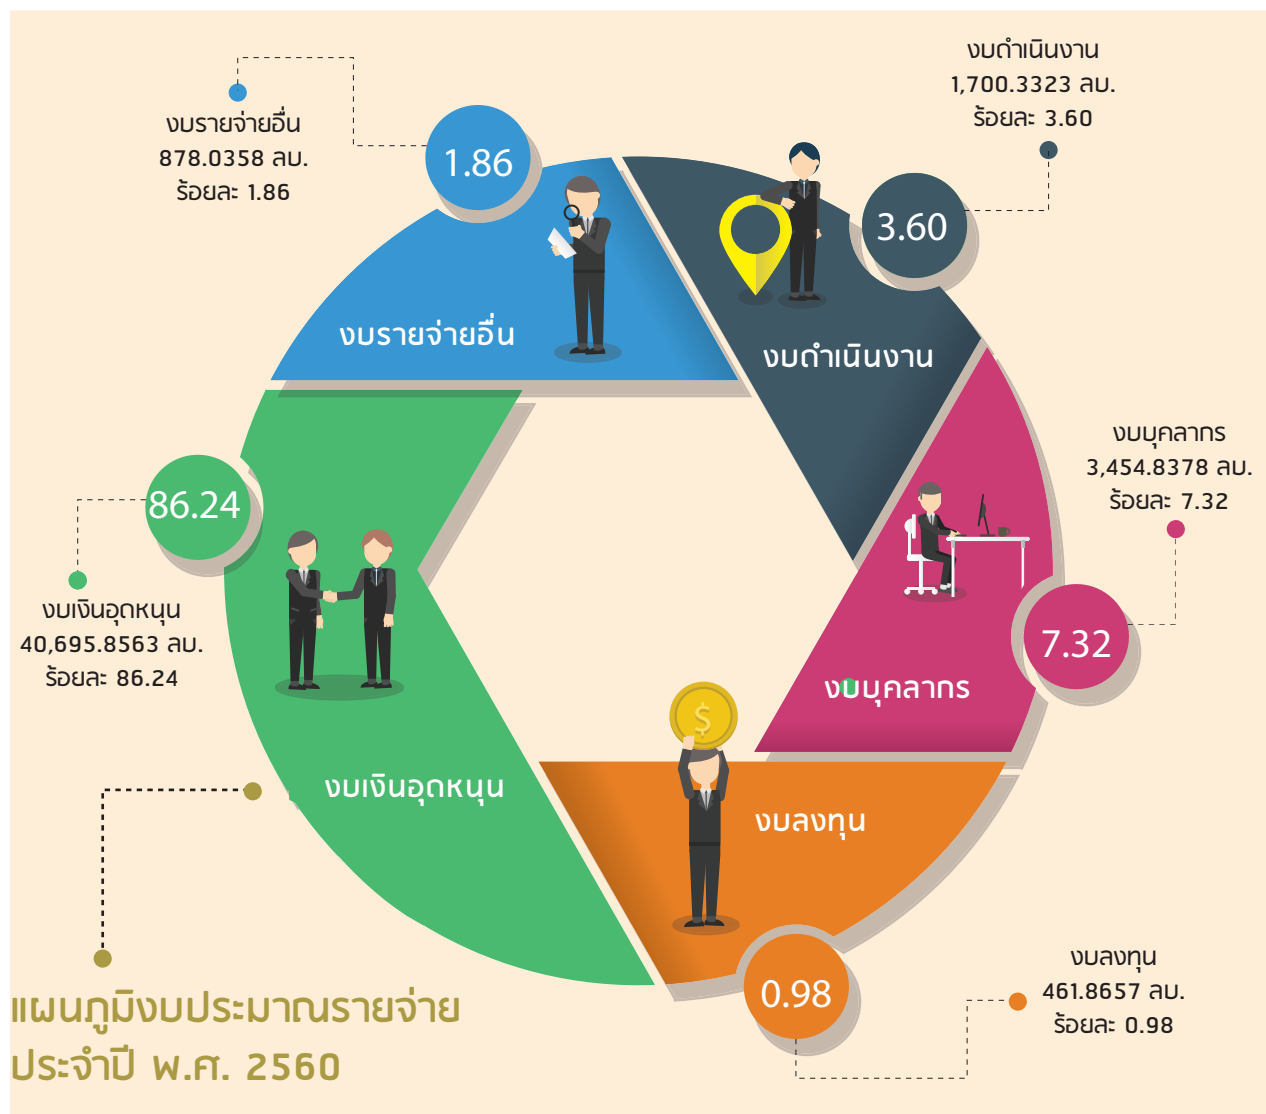 งบดำเนินงาน
1,700.3323 ลบ.
ร้อยละ 3.60
งบรายจ่ายอื่น
878.0358 ลบ.
ร้อยละ 1.86
1.86
3.60
งบรายจ่ายอื่น
งบดำเนินงาน
งบบุคลากร
3,454.8378 ลบ.
ร้อยละ 7.32
86.24
งบเงินอุดหนุน
40,695.8563 ลบ.
ร้อยละ 86.24
7.32
งบบุคลากร
$
งบเงินอุดหนุน
งบลงทุน
0.98
งบลงทุน
461.8657 ลบ.
ร้อยละ 0.98
แผนภูมิงบประมาณรายจ่าย
ประจำปี พ.ศ. 2560